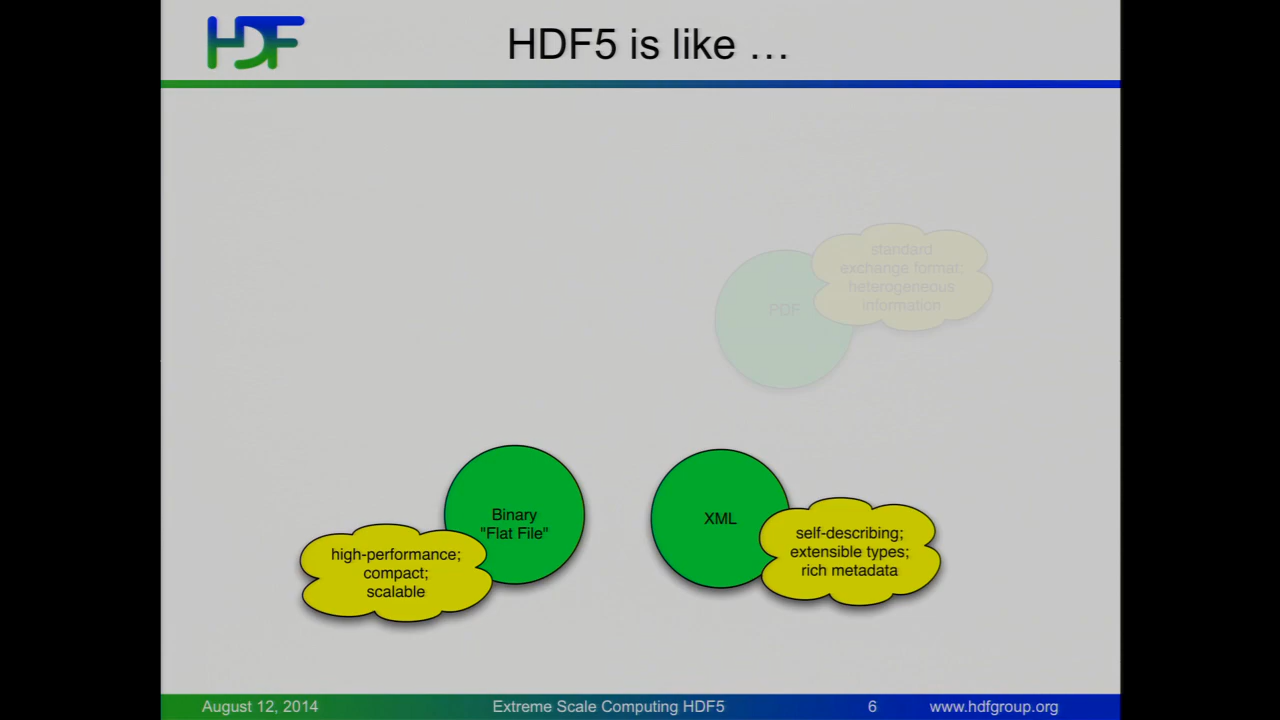 HDF
HDF5 is like …
standard
exchange format;
heterogeneous
information
PDF
Binary
"Flat File"
high-performance;
compact;
scalable
XML
self-describing;
extensible types;
rich metadata
August 12, 2014
Extreme Scale Computing HDF5
6
www.hdfgroup.org